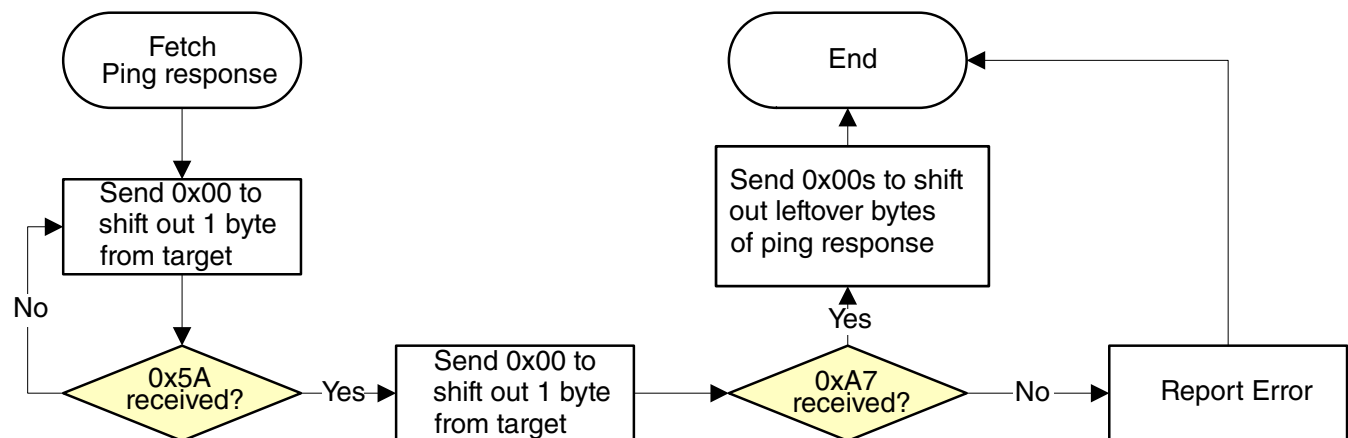 Fetch
Ping response
Send 0x00 to
shift out 1 byte
from target
No
0x5A
received?
Yes
Send 0x00 to
shift out 1 byte
from target
0xA7
received?
Yes
Send 0x00s to shift
out leftover bytes
of ping response
End
No
Report Error